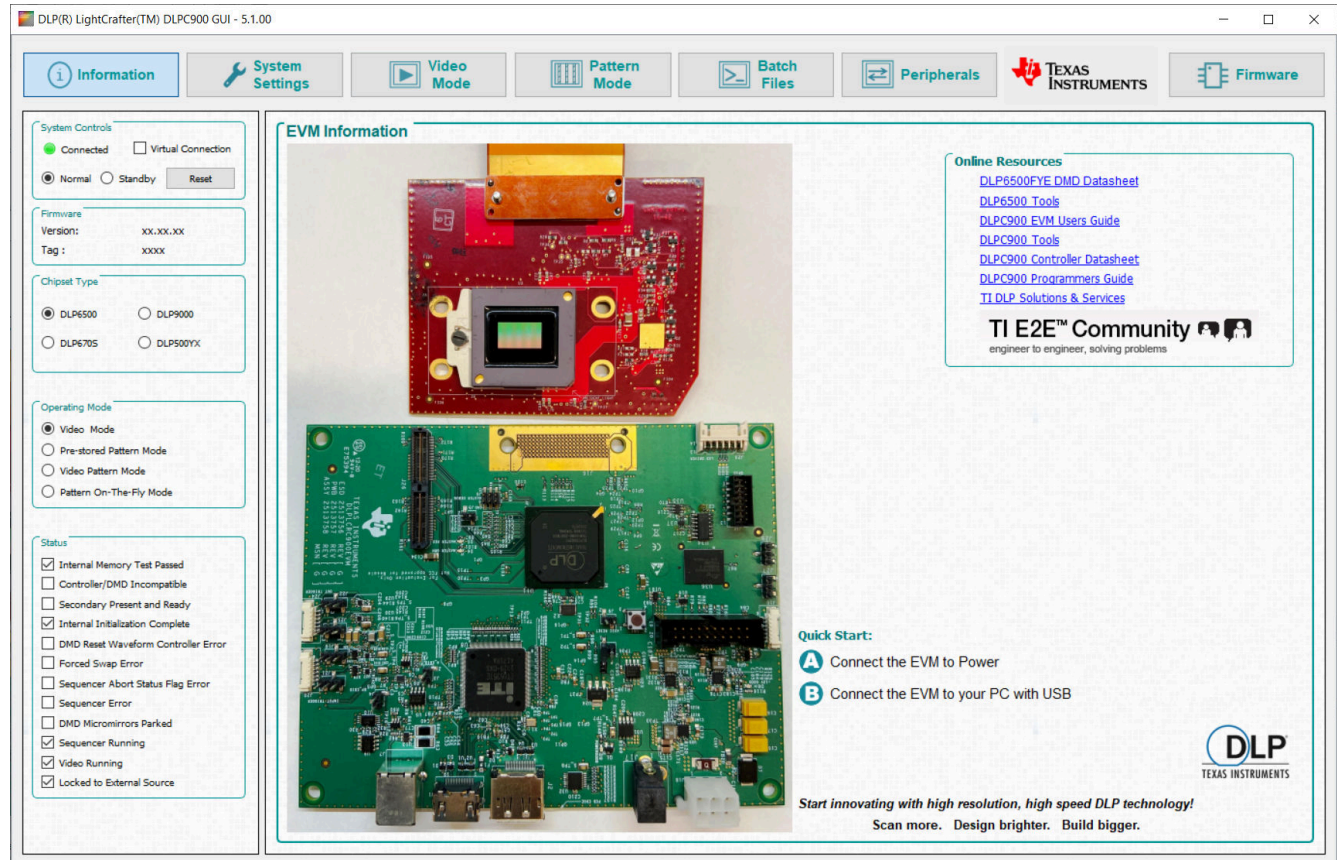 DLP(R) LightCrafter(TM) DLPC900 GUI - 5.1.00
Information
System
Settings
Video
Mode
Pattern
Mode
Batch
Files
Peripherals
TEXAS
INSTRUMENTS
Firmware
System Controls
Connected
Virtual Connection
Normal
Standby
Reset
Firmware
Version: xx.xx.xx
Tag : xxxx
Chipset Type
DLP6500
DLP9000
DLP670S
DLP500YX
Operating Mode
Video Mode
Pre-stored Pattern Mode
Video Pattern Mode
Pattern On-The-Fly Mode
Status
Internal Memory Test Passed
Controller/DMD Incompatible
Secondary Present and Ready
Internal Initialization Complete
DMD Reset Waveform Controller Error
Forced Swap Error
Sequencer Abort Status Flag Error
Sequencer Error
DMD Micromirrors Parked
Sequencer Running
Video Running
Locked to External Source
EVM Information
TEXAS INSTRUMENTS
DLP
iTE
Online Resources
DLP6500FYE DMD Datasheet
DLP6500 Tools
DLPC900 EVM Users Guide
DLPC900 Tools
DLPC900 Controller Datasheet
DLPC900 Programmers Guide
TI DLP Solutions & Services
TI E2E™ Community
engineer to engineer, solving problems
Quick Start:
A Connect the EVM to Power
B Connect the EVM to your PC with USB
DLP
TEXAS INSTRUMENTS
Start innovating with high resolution, high speed DLP technology!
Scan more. Design brighter. Build bigger.